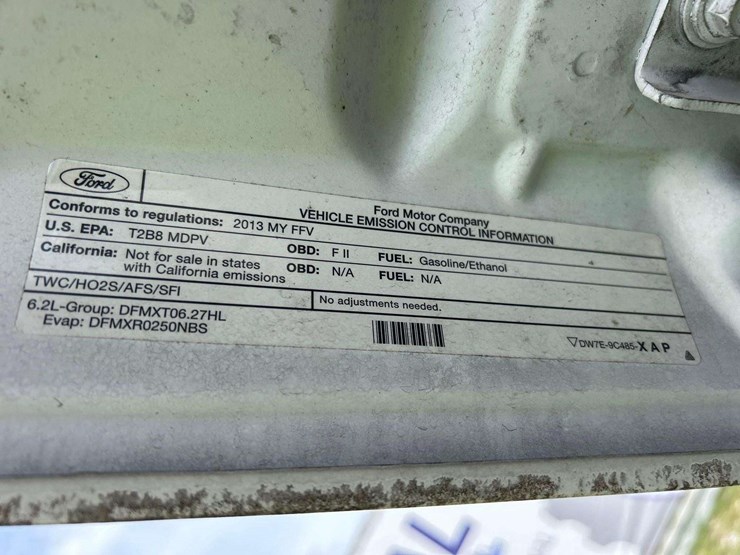 Ford
Ford Motor Company
VEHICLE EMISSION CONTROL INFORMATION
Conforms to regulations: 2013 MY FFV
U.S. EPA: T2B8 MDPV OBD: F II FUEL: Gasoline/Ethanol
California: Not for sale in states
with California emissions OBD: N/A FUEL: N/A
TWC/HO2S/AFS/SFI
No adjustments needed.
6.2L-Group: DFMXT06.27HL
Evap: DFMXR0250NBS
DW7E-9C485-XAP